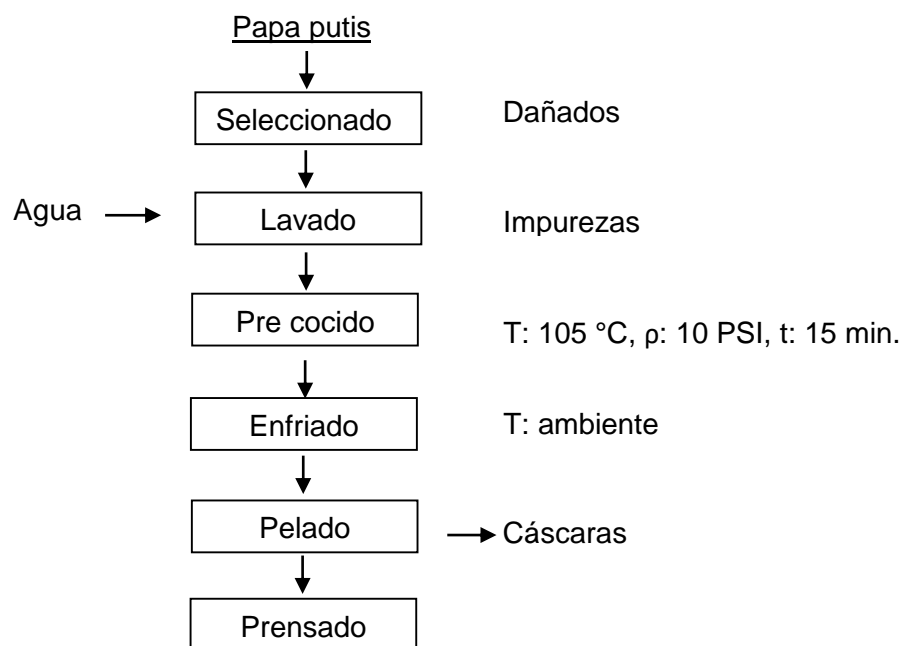 Papa putis
Seleccionado
Dañados
Agua
Lavado
Impurezas
Pre cocido
T: 105 °C, ρ: 10 PSI, t: 15 min.
Enfriado
T: ambiente
Pelado
Cáscaras
Prensado